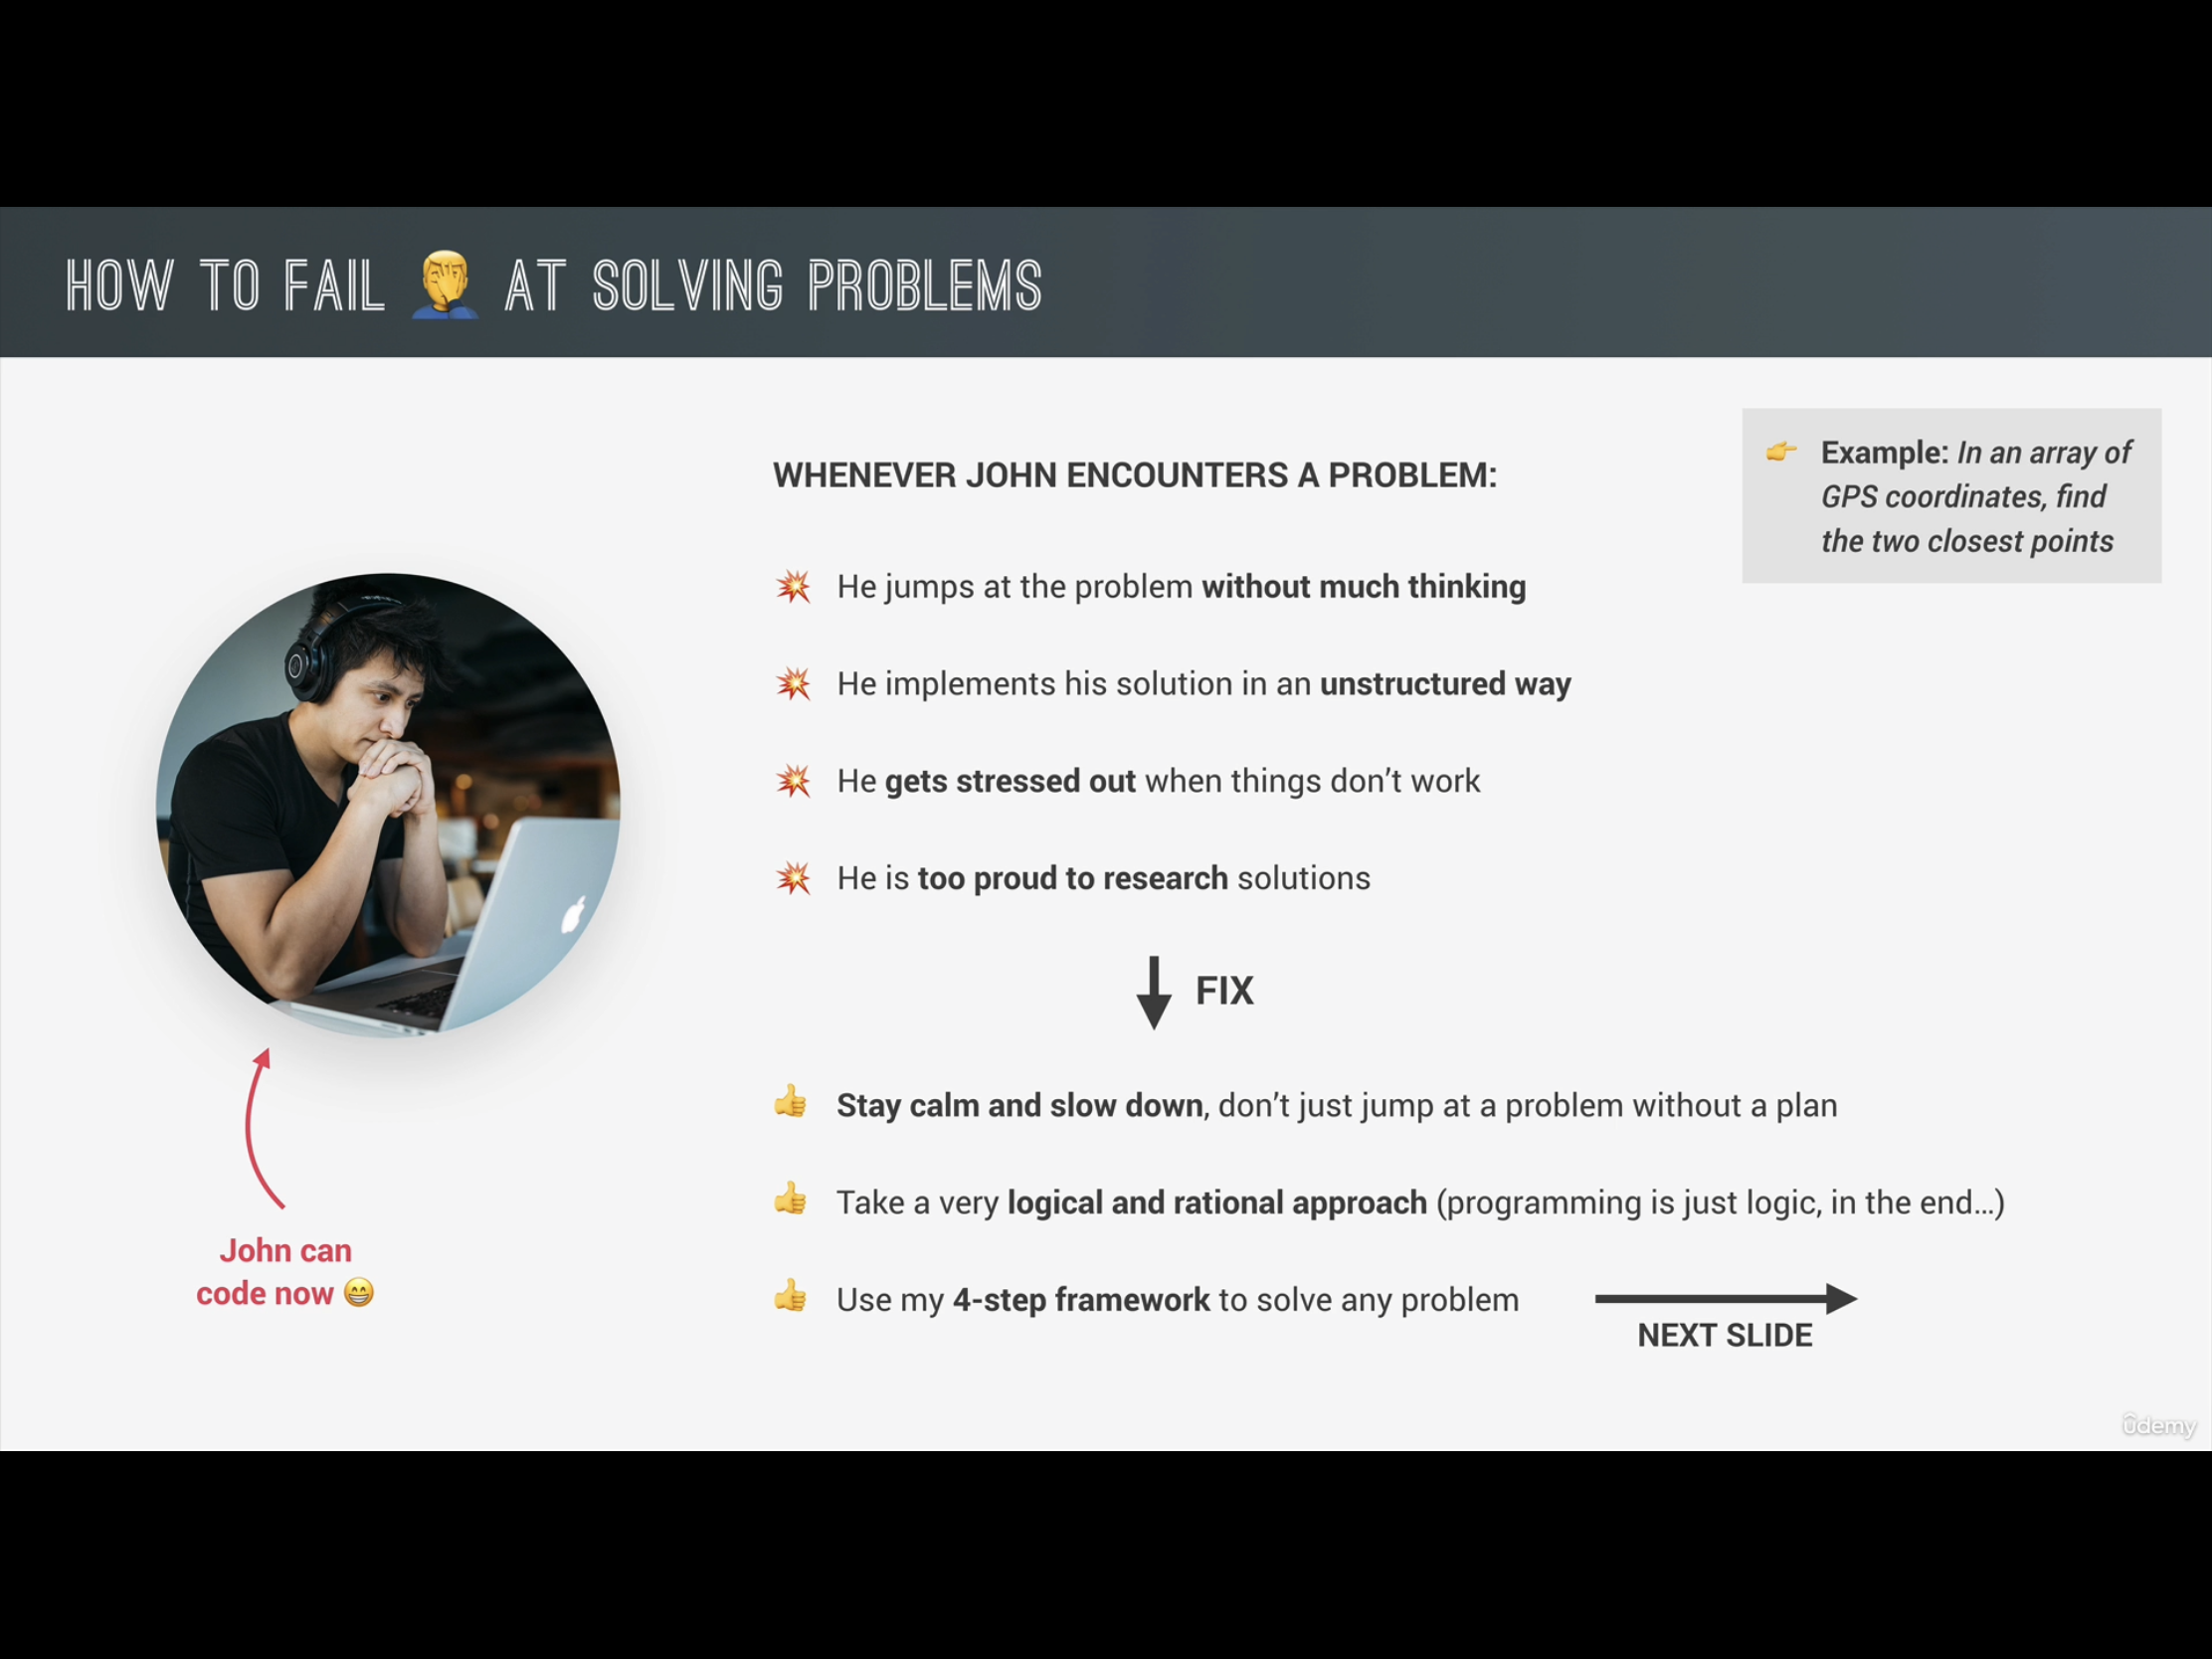 HOW TO FAIL 🤦‍♂️ AT SOLVING PROBLEMS
WHENEVER JOHN ENCOUNTERS A PROBLEM:
👉 Example: In an array of
GPS coordinates, find
the two closest points
💥 He jumps at the problem without much thinking
💥 He implements his solution in an unstructured way
💥 He gets stressed out when things don’t work
💥 He is too proud to research solutions
FIX
👍 Stay calm and slow down, don’t just jump at a problem without a plan
👍 Take a very logical and rational approach (programming is just logic, in the end…)
👍 Use my 4-step framework to solve any problem
NEXT SLIDE
John can
code now 😁
ûdemy